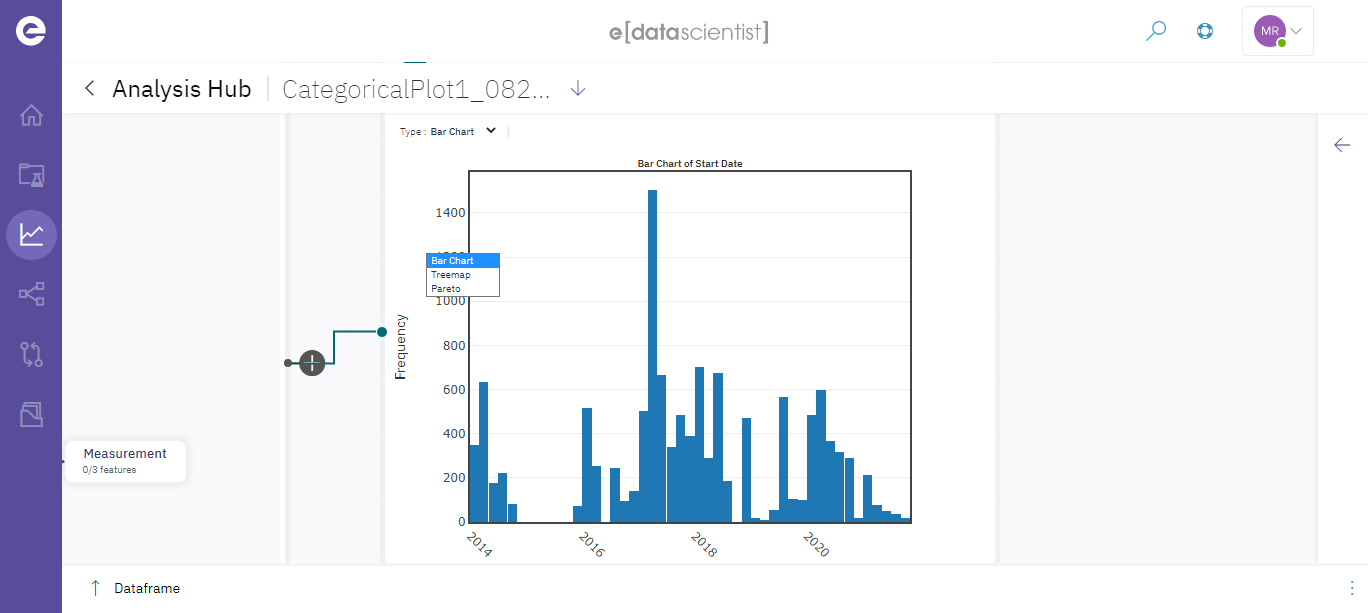 e
e[datascientist]
MR
Analysis Hub
CategoricalPlot1_082...
Type : Bar Chart
Bar Chart of Start Date
1400
Bar Chart
Treemap
Pareto
1000
800
600
400
200
0
Frequency
2014
2016
2018
2020
Measurement
0/3 features
Dataframe